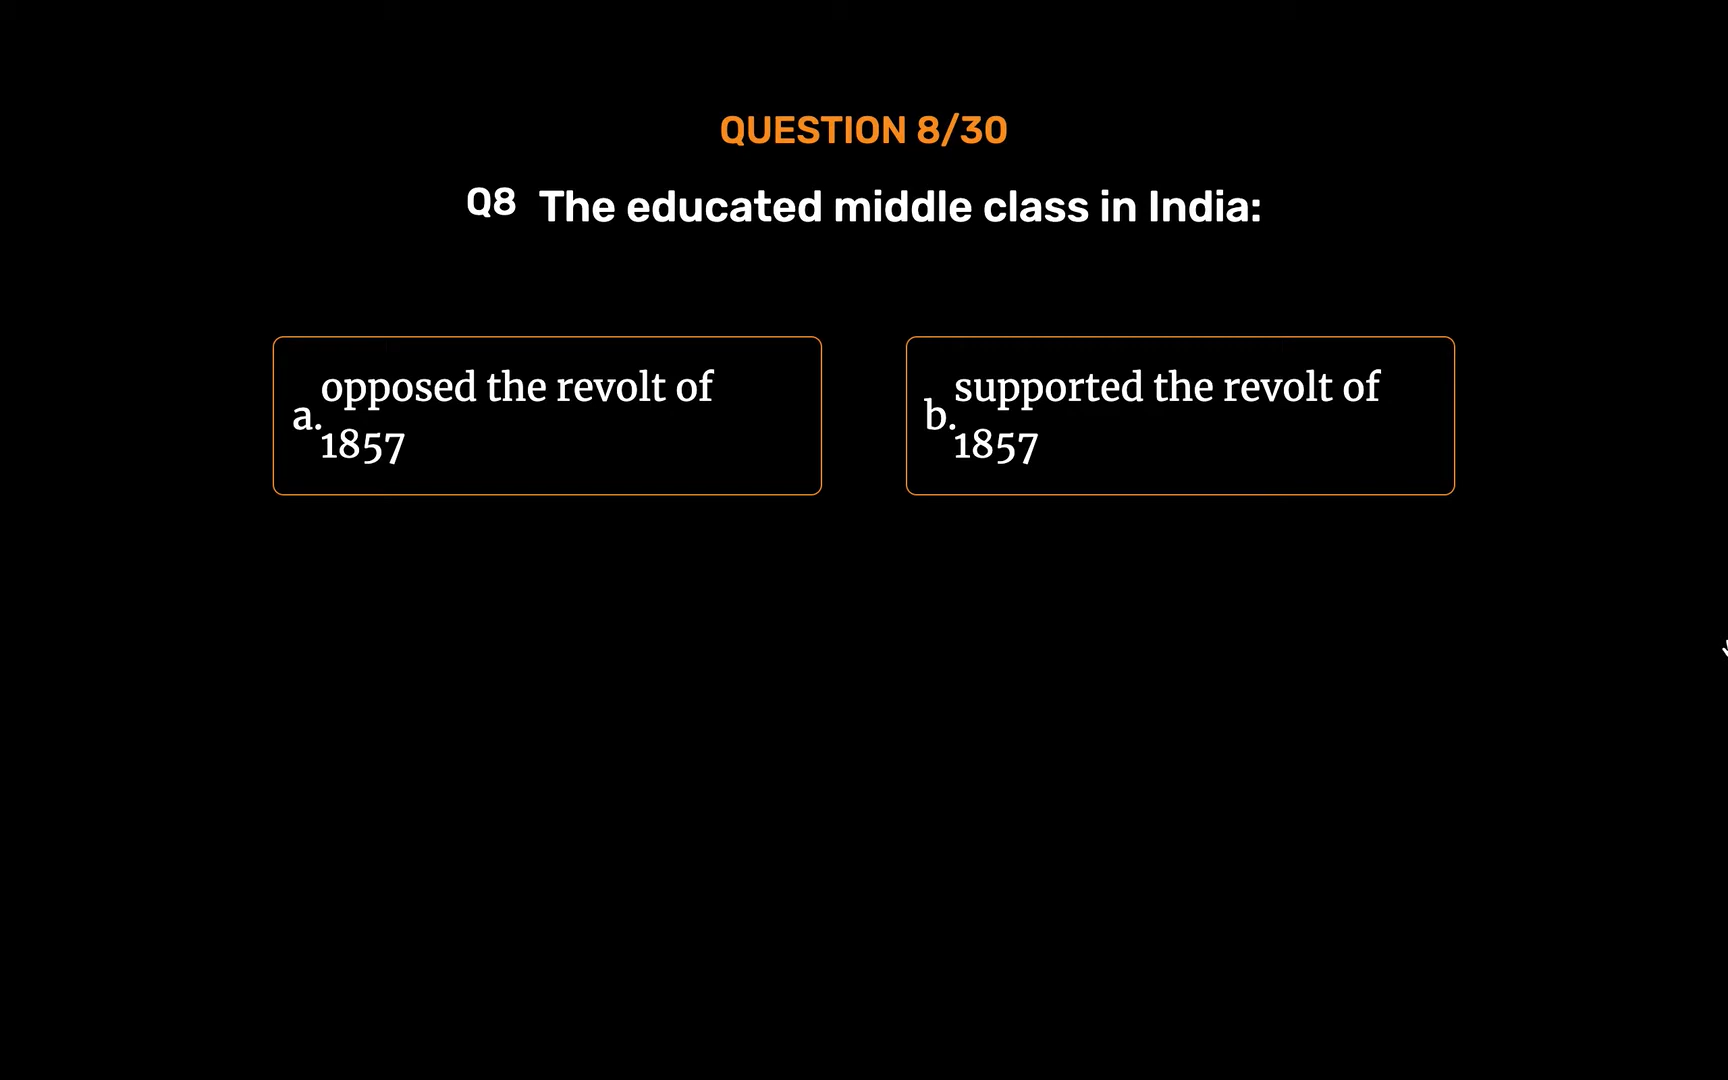 QUESTION 8/30
Q8 The educated middle class in India:
a. opposed the revolt of
1857
b. supported the revolt of
1857